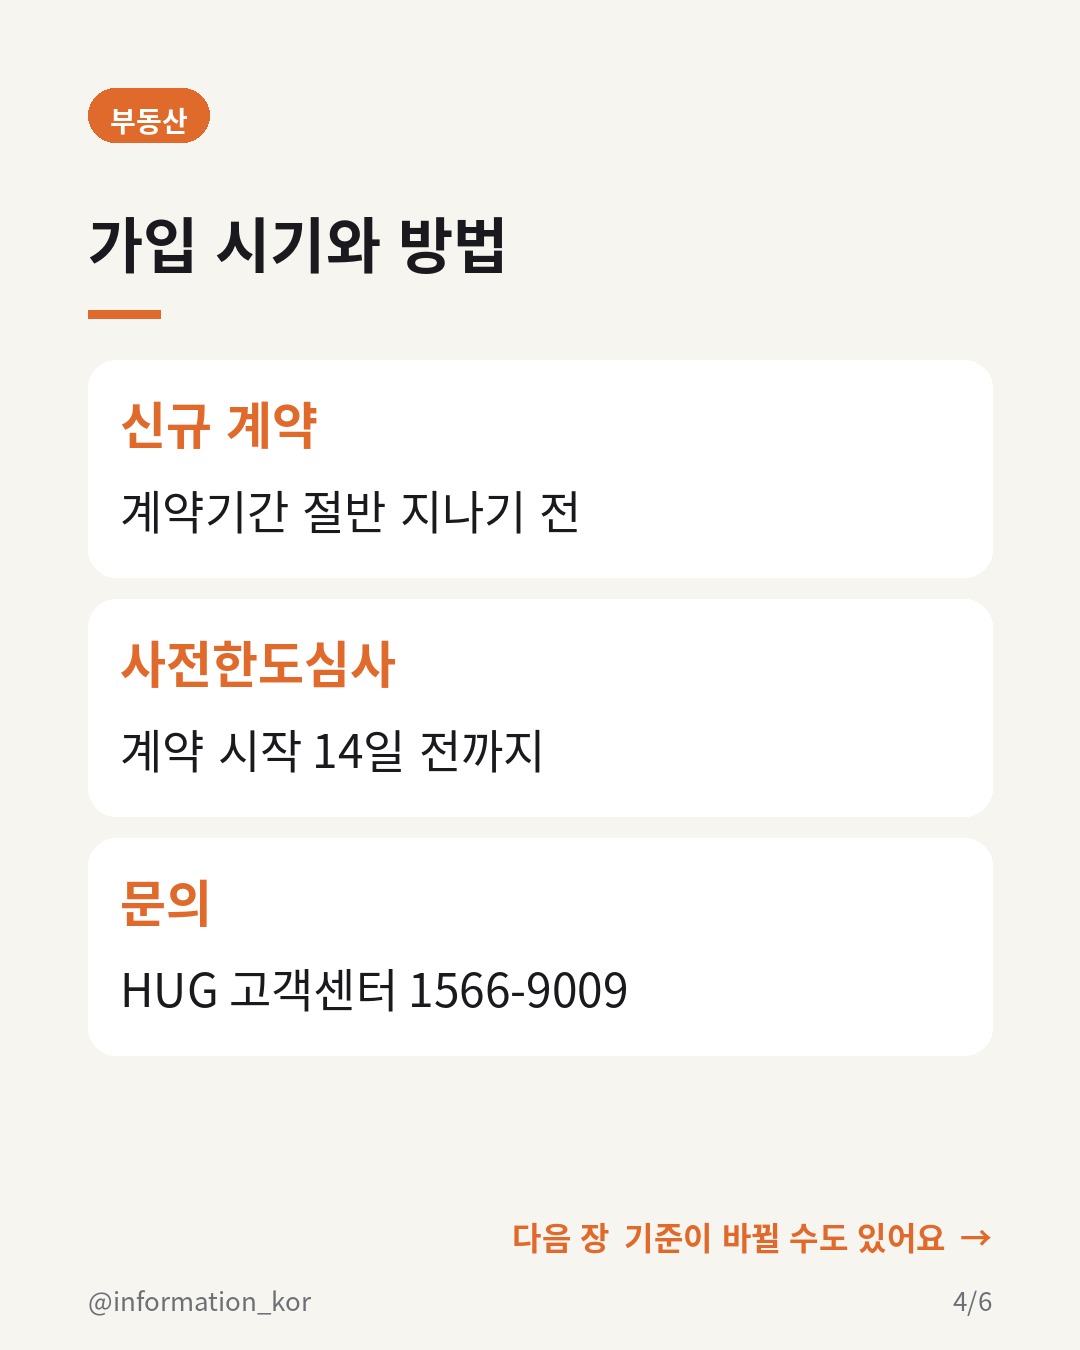 부동산
가입 시기와 방법
신규 계약
계약기간 절반 지나기 전
사전한도심사
계약 시작 14일 전까지
문의
HUG 고객센터 1566-9009
다음 장 기준이 바뀔 수도 있어요 →
@information_kor
4/6